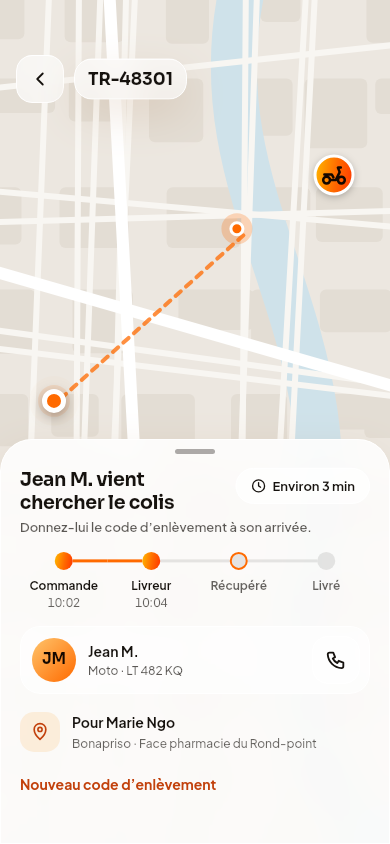 TR-48301
Jean M. vient
chercher le colis
Environ 3 min
Donnez-lui le code d’enlèvement à son arrivée.
Commande
Livreur
Récupéré
Livré
10:02
10:04
JM
Jean M.
Moto · LT 482 KQ
Pour Marie Ngo
Bonapriso · Face pharmacie du Rond-point
Nouveau code d’enlèvement